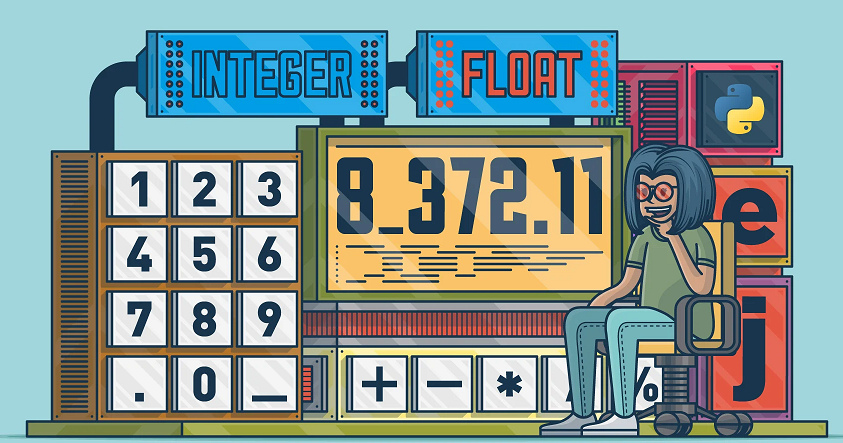 INTEGER FLOAT
8_372.11
1 2 3
4 5 6
7 8 9
. 0 _
+ - * / %
e
j